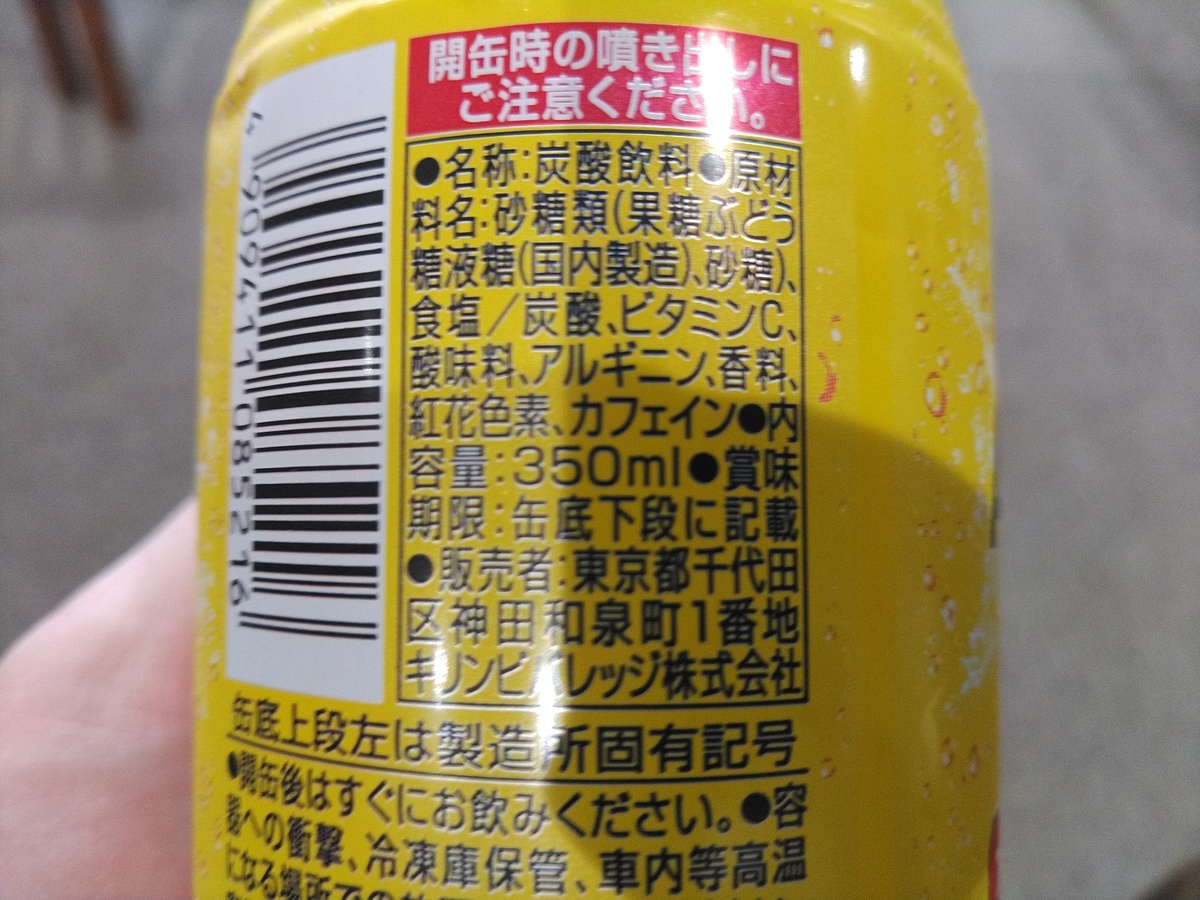 開缶時の噴き出しに
ご注意ください。
●名称:炭酸飲料●原材
料名:砂糖類(果糖ぶどう
糖液糖(国内製造)、砂糖)、
食塩/炭酸、ビタミンC、
酸味料、アルギニン、香料、
紅花色素、カフェイン●内
容量:350ml●賞味
期限:缶底下段に記載
●販売者:東京都千代田
区神田和泉町1番地
キリンビバレッジ株式会社
4909411085216
缶底上段左は製造所固有記号
●開缶後はすぐにお飲みください。●容
器への衝撃、冷凍庫保管、車内等高温
になる場所での